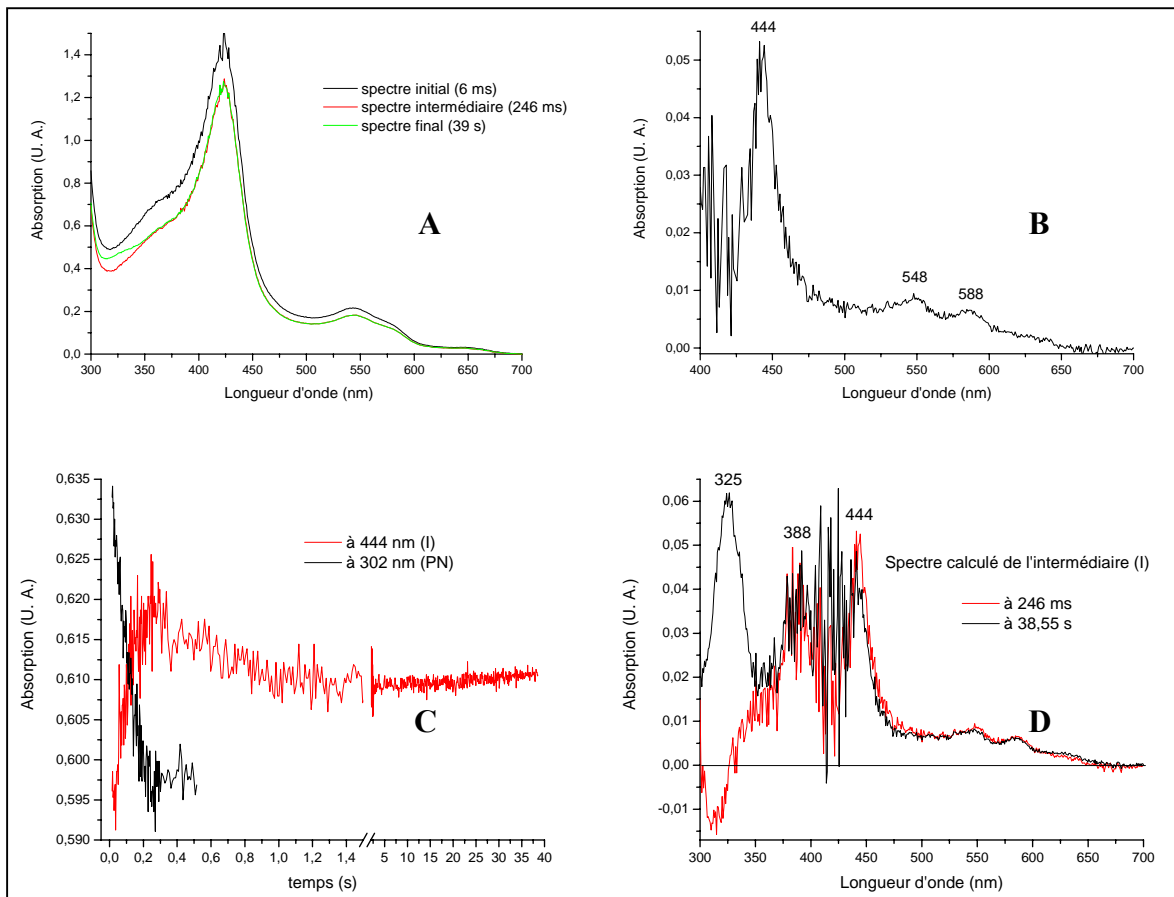 1,4
1,2
1,0
0,8
0,6
0,4
0,2
0,0
300 350 400 450 500 550 600 650 700
Absorption (U. A.)
Longueur d'onde (nm)
spectre initial (6 ms)
spectre intermédiaire (246 ms)
spectre final (39 s)
A
0,05
0,04
0,03
0,02
0,01
0,00
400 450 500 550 600 650 700
Absorption (U. A.)
Longueur d'onde (nm)
444
548
588
B
0,635
0,630
0,625
0,620
0,615
0,610
0,605
0,600
0,595
0,590
0,0 0,2 0,4 0,6 0,8 1,0 1,2 1,4 5 10 15 20 25 30 35 40
Absorption (U. A.)
temps (s)
à 444 nm (I)
à 302 nm (PN)
C
0,06
0,05
0,04
0,03
0,02
0,01
0,00
-0,01
300 350 400 450 500 550 600 650 700
Absorption (U. A.)
Longueur d'onde (nm)
325
388
444
Spectre calculé de l'intermédiaire (I)
à 246 ms
à 38,55 s
D